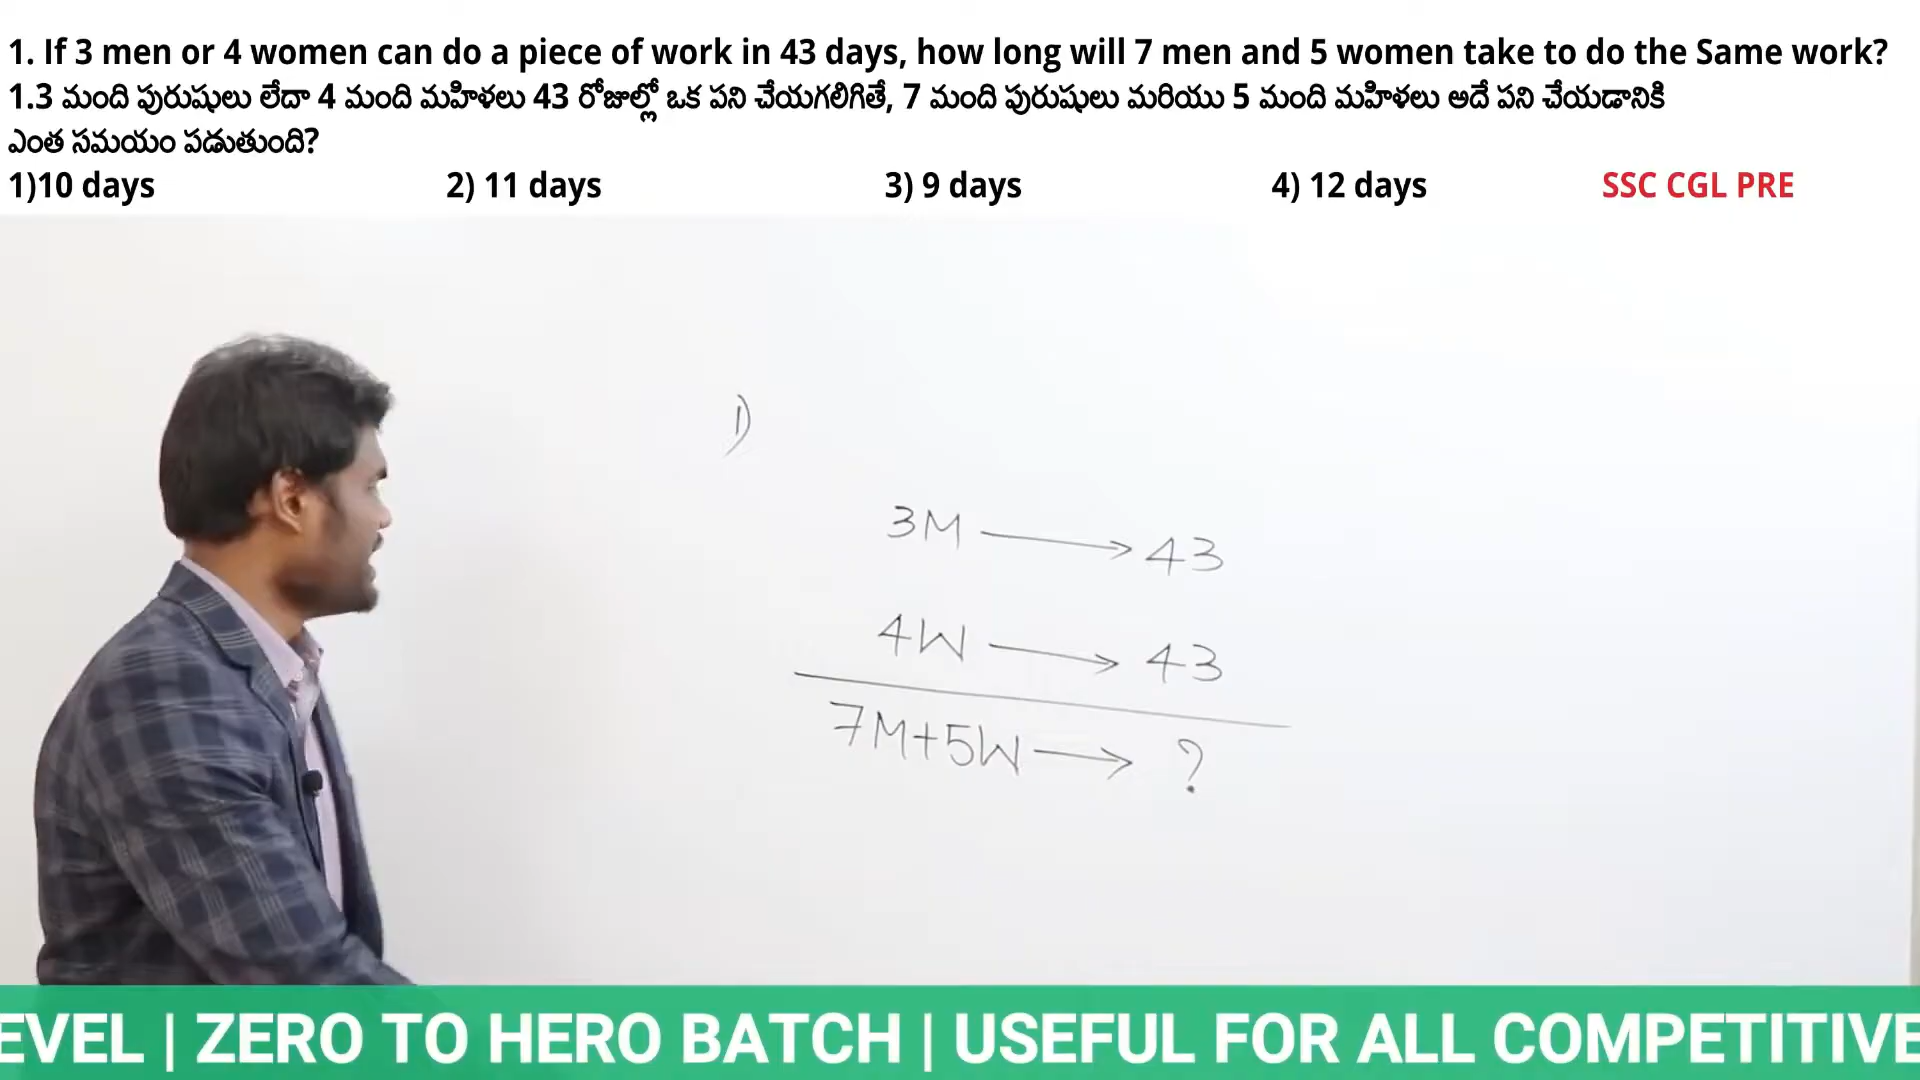 1. If 3 men or 4 women can do a piece of work in 43 days, how long will 7 men and 5 women take to do the Same work?
1.3 మంది పురుషులు లేదా 4 మంది మహిళలు 43 రోజుల్లో ఒక పని చేయగలిగితే, 7 మంది పురుషులు మరియు 5 మంది మహిళలు అదే పని చేయడానికి
ఎంత సమయం పడుతుంది?
1)10 days 2) 11 days 3) 9 days 4) 12 days SSC CGL PRE
1)
3M → 43
4W → 43
7M+5W → ?
EVEL | ZERO TO HERO BATCH | USEFUL FOR ALL COMPETITIVE